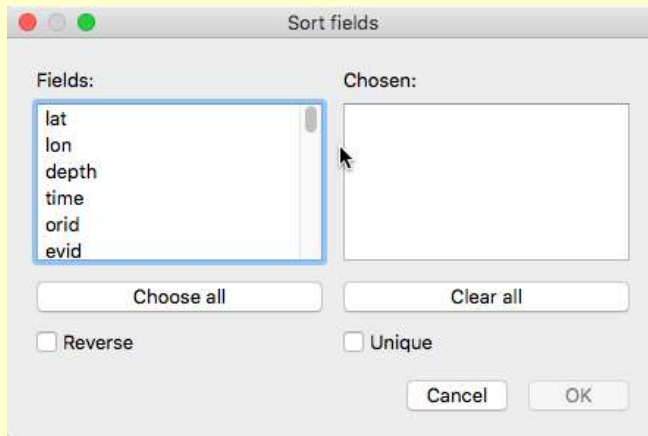 Sort fields
Fields:
Chosen:
lat
lon
depth
time
orid
evid
Choose all
Clear all
Reverse
Unique
Cancel
OK